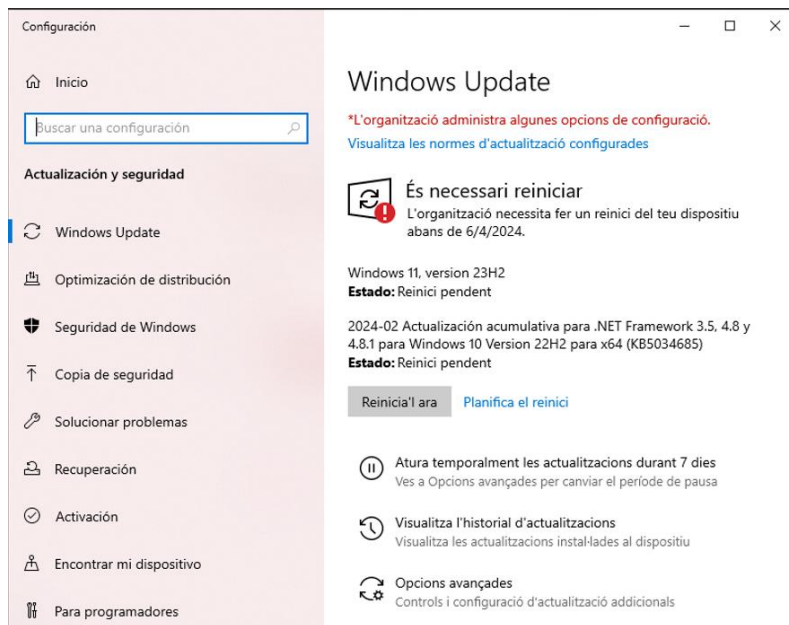 Configuración
Inicio
Buscar una configuración
Actualización y seguridad
Windows Update
Optimización de distribución
Seguridad de Windows
Copia de seguridad
Solucionar problemas
Recuperación
Activación
Encontrar mi dispositivo
Para programadores
Windows Update
*L'organització administra algunes opcions de configuració.
Visualitza les normes d'actualització configurades
És necessari reiniciar
L'organització necessita fer un reinici del teu dispositiu
abans de 6/4/2024.
Windows 11, version 23H2
Estado: Reinici pendent
2024-02 Actualización acumulativa para .NET Framework 3.5, 4.8 y
4.8.1 para Windows 10 Version 22H2 para x64 (KB5034685)
Estado: Reinici pendent
Reinicia'l ara
Planifica el reinici
Atura temporalment les actualitzacions durant 7 dies
Ves a Opcions avançades per canviar el període de pausa
Visualitza l'historial d'actualitzacions
Visualitza les actualitzacions instal·lades al dispositiu
Opcions avançades
Controls i configuració d'actualització addicionals